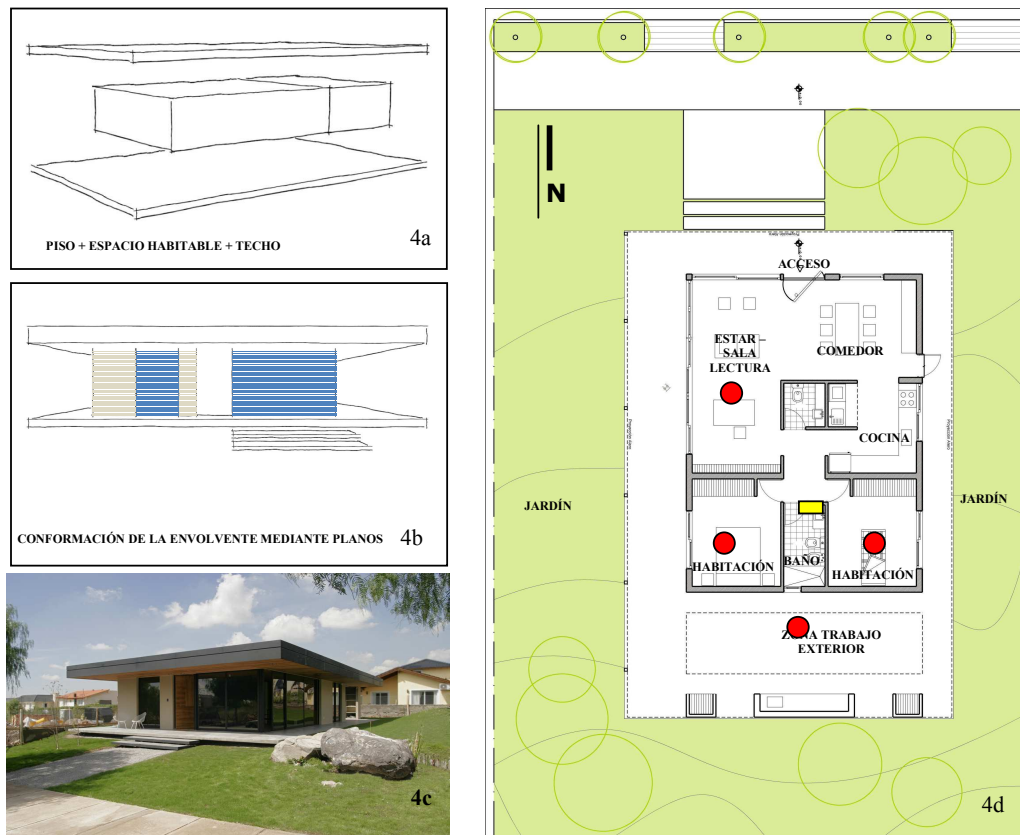 PISO + ESPACIO HABITABLE + TECHO
4a
CONFORMACIÓN DE LA ENVOLVENTE MEDIANTE PLANOS
4b
4c
N
ACCESO
ESTAR –
SALA
LECTURA
COMEDOR
COCINA
JARDÍN
JARDÍN
HABITACIÓN
BAÑO
HABITACIÓN
ZONA TRABAJO
EXTERIOR
4d